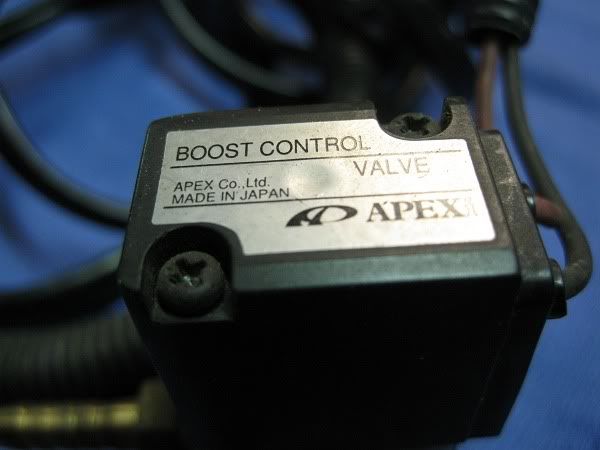 BOOST CONTROL
VALVE
APEX Co.,Ltd.
MADE IN JAPAN
APEX